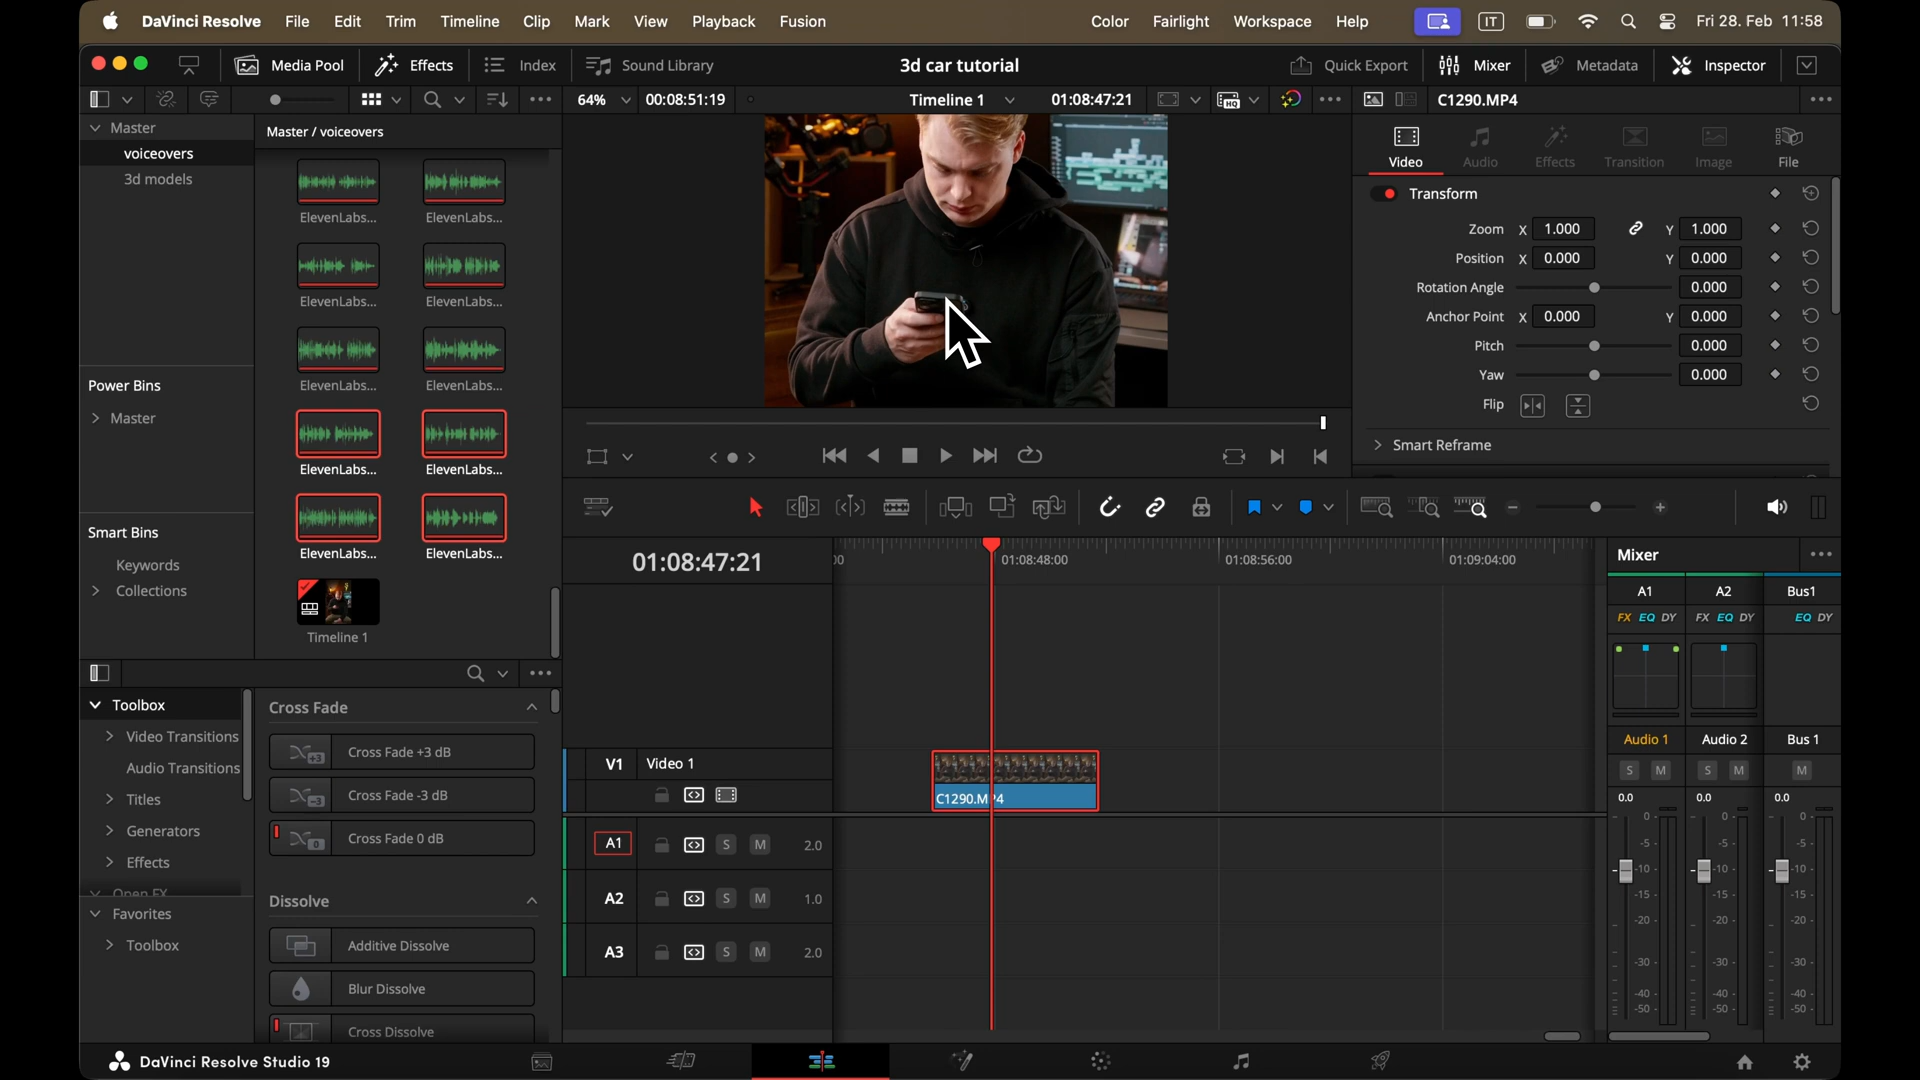 DaVinci Resolve File Edit Trim Timeline Clip Mark View Playback Fusion Color Fairlight Workspace Help IT Fri 28. Feb 11:58
Media Pool Effects Index Sound Library 3d car tutorial Quick Export Mixer Metadata Inspector
64% 00:08:51:19 Timeline 1 01:08:47:21 HQ C1290.MP4
Master
voiceovers
3d models
Power Bins
Master
Smart Bins
Keywords
Collections
Master / voiceovers
ElevenLabs... ElevenLabs...
ElevenLabs... ElevenLabs...
ElevenLabs... ElevenLabs...
ElevenLabs... ElevenLabs...
ElevenLabs... ElevenLabs...
Timeline 1
Video Audio Effects Transition Image File
Transform
Zoom X 1.000 Y 1.000
Position X 0.000 Y 0.000
Rotation Angle 0.000
Anchor Point X 0.000 Y 0.000
Pitch 0.000
Yaw 0.000
Flip
Smart Reframe
Toolbox
Video Transitions
Audio Transitions
Titles
Generators
Effects
Open FX
Favorites
Toolbox
Cross Fade
+3 Cross Fade +3 dB
-3 Cross Fade -3 dB
0 Cross Fade 0 dB
Dissolve
Additive Dissolve
Blur Dissolve
Cross Dissolve
01:08:47:21
00 01:08:48:00 01:08:56:00 01:09:04:00
V1 Video 1
C1290.MP4
A1 S M 2.0
A2 S M 1.0
A3 S M 2.0
Mixer
A1 A2 Bus1
FX EQ DY FX EQ DY EQ DY
Audio 1 Audio 2 Bus 1
S M S M M
0.0 0.0 0.0
0- 0- 0-
-5- -5- -5-
-10- -10- -10-
-15- -15- -15-
-20- -20- -20-
-30- -30- -30-
-40- -40- -40-
-50- -50- -50-
DaVinci Resolve Studio 19